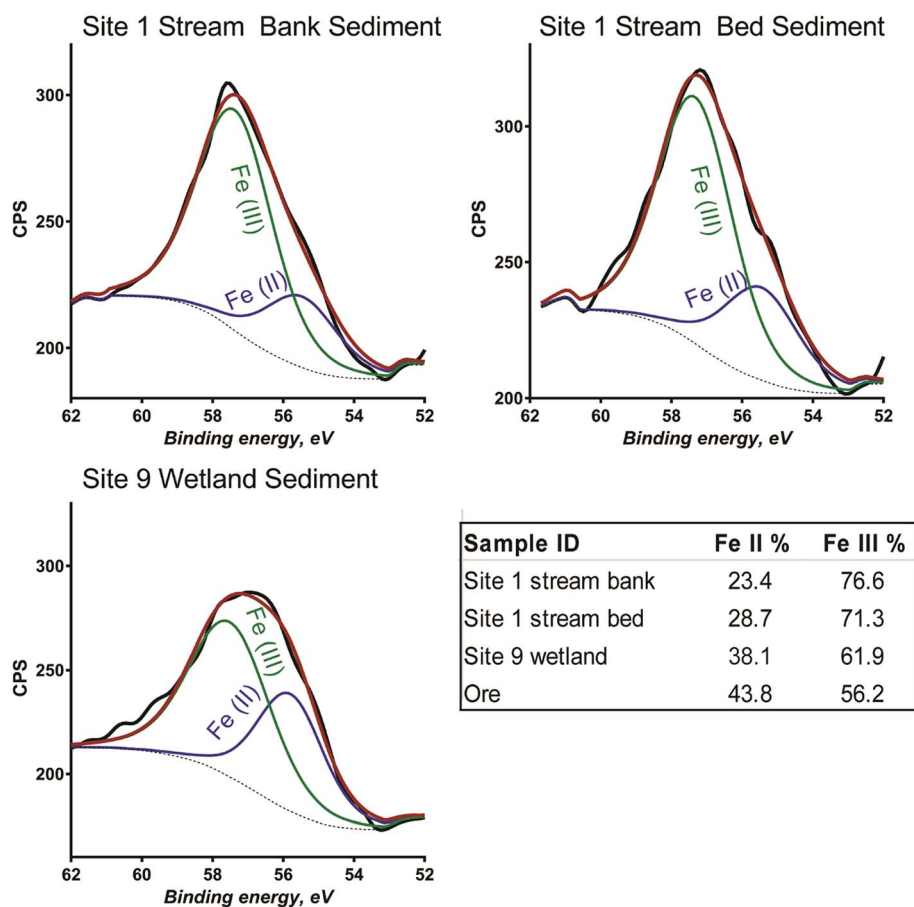 Site 1 Stream Bank Sediment
300
250
200
CPS
Fe (III)
Fe (II)
62 60 58 56 54 52
Binding energy, eV
Site 1 Stream Bed Sediment
300
250
200
CPS
Fe (III)
Fe (II)
62 60 58 56 54 52
Binding energy, eV
Site 9 Wetland Sediment
300
250
200
CPS
Fe (III)
Fe (II)
62 60 58 56 54 52
Binding energy, eV
Sample ID Fe II % Fe III %
Site 1 stream bank 23.4 76.6
Site 1 stream bed 28.7 71.3
Site 9 wetland 38.1 61.9
Ore 43.8 56.2